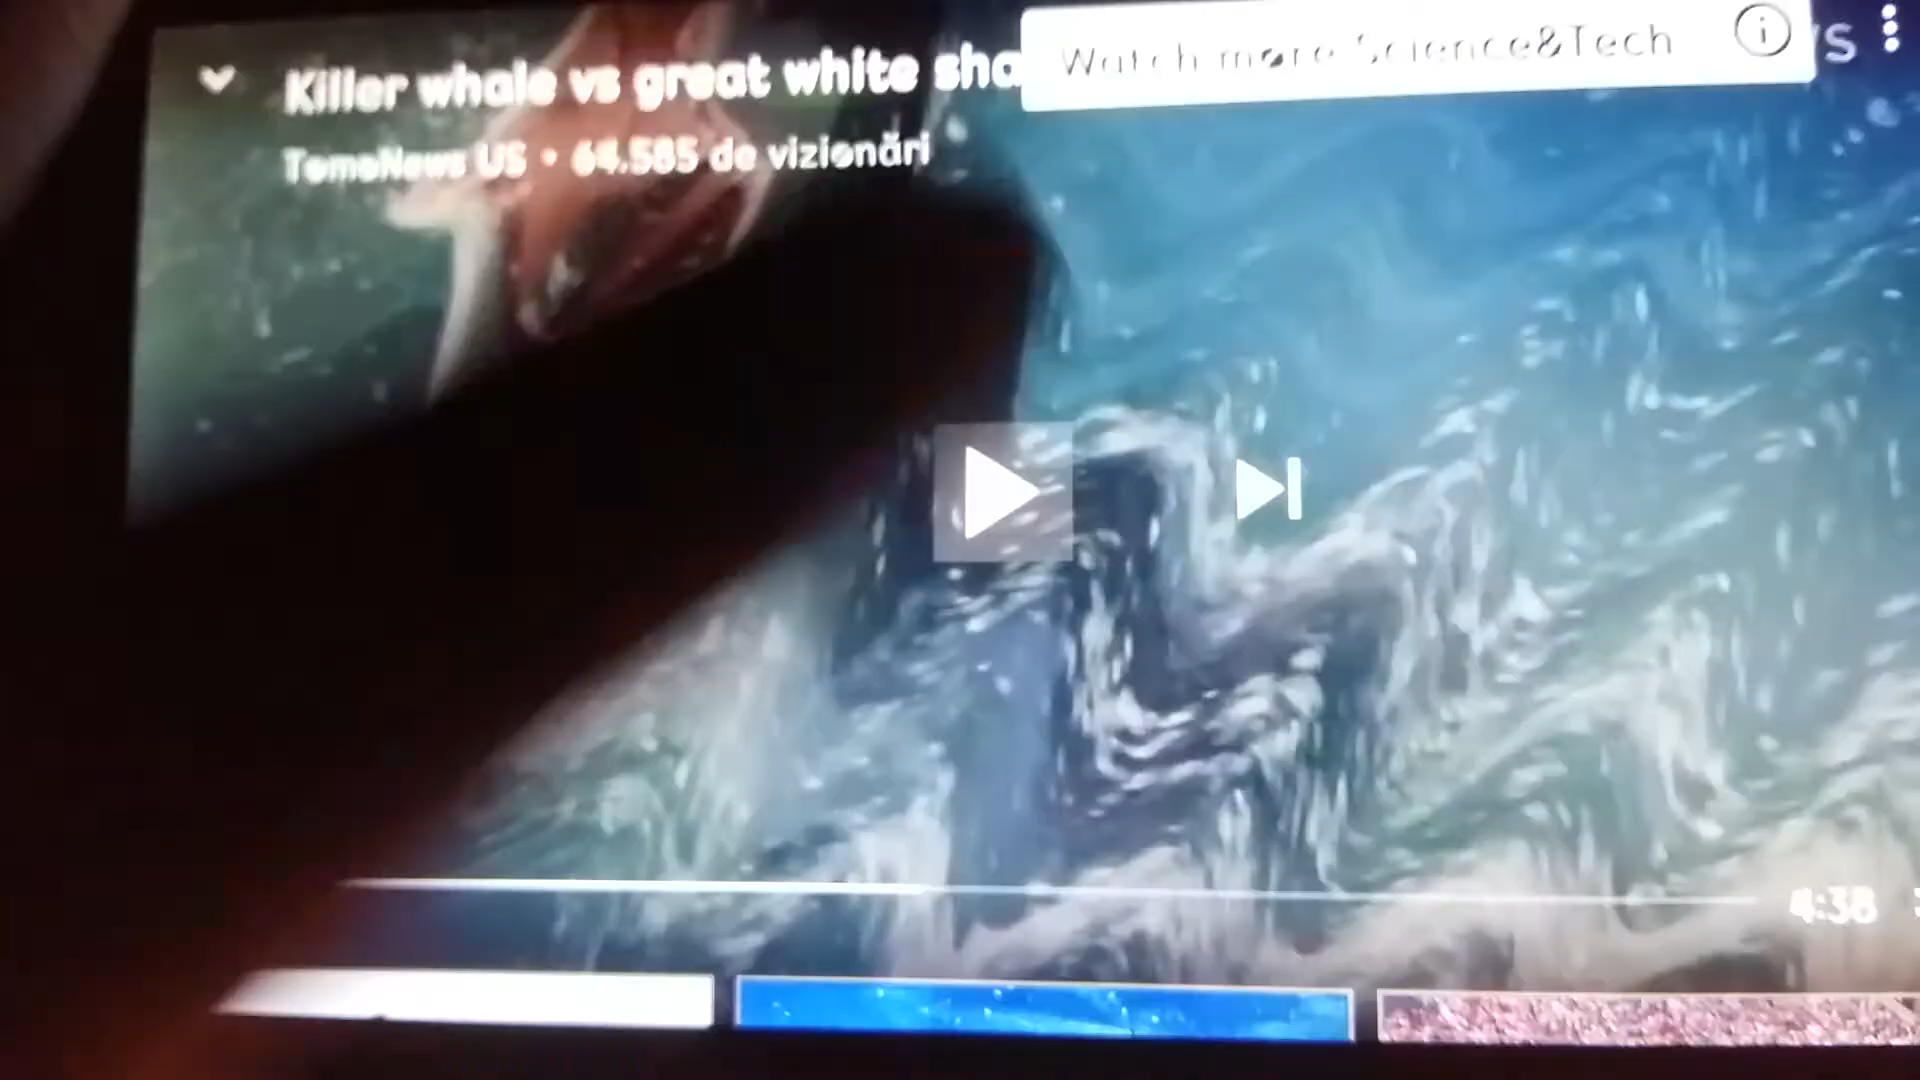 Killer whale vs great white sha
Watch more Science&Tech
TomoNews US • 64.585 de vizionări
4:38